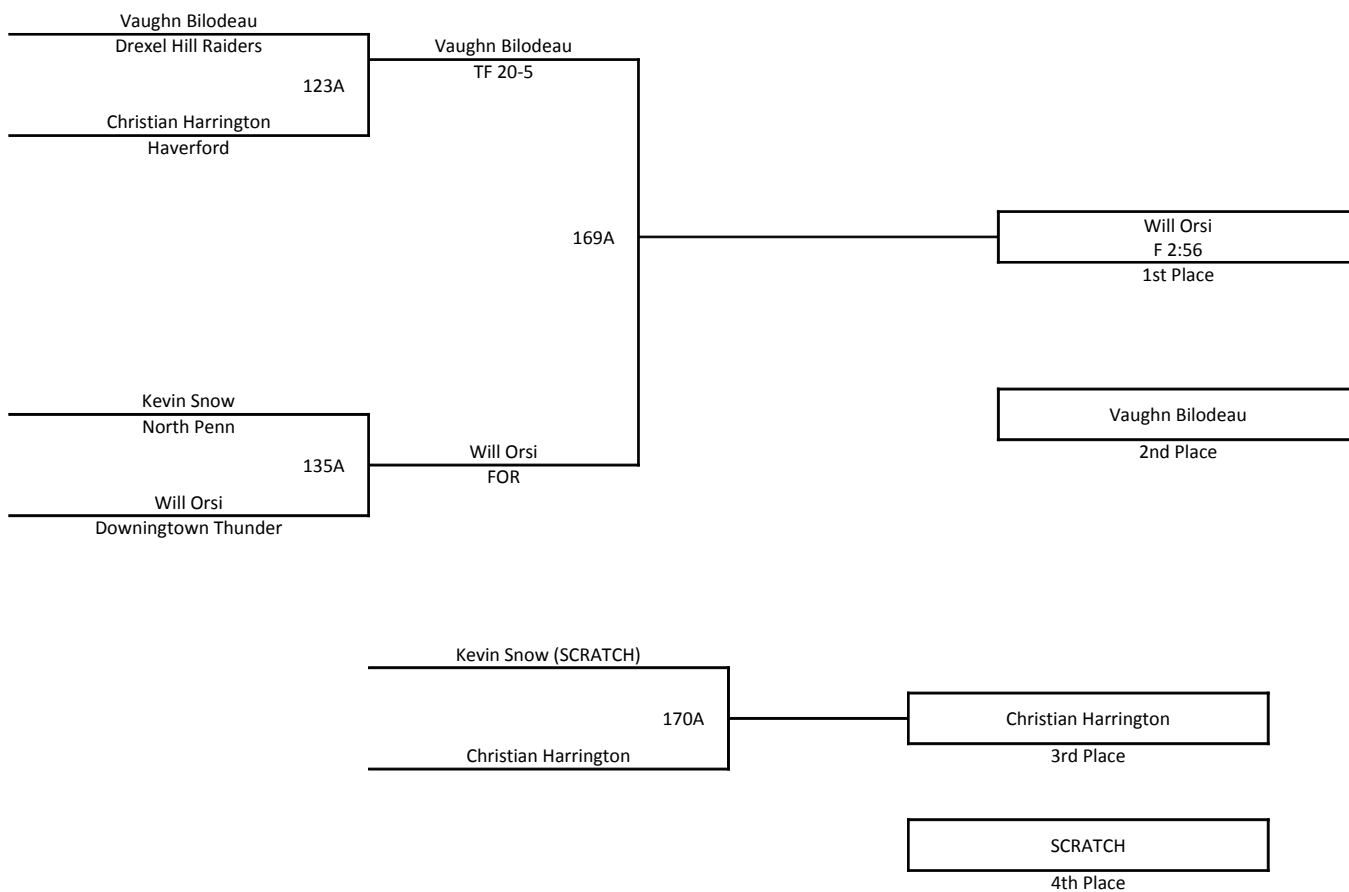 Vaughn Bilodeau
Drexel Hill Raiders
123A
Christian Harrington
Haverford
Vaughn Bilodeau
TF 20-5
169A
Will Orsi
F 2:56
1st Place
Vaughn Bilodeau
2nd Place
Kevin Snow
North Penn
135A
Will Orsi
Downingtown Thunder
Will Orsi
FOR
Kevin Snow (SCRATCH)
170A
Christian Harrington
Christian Harrington
3rd Place
SCRATCH
4th Place